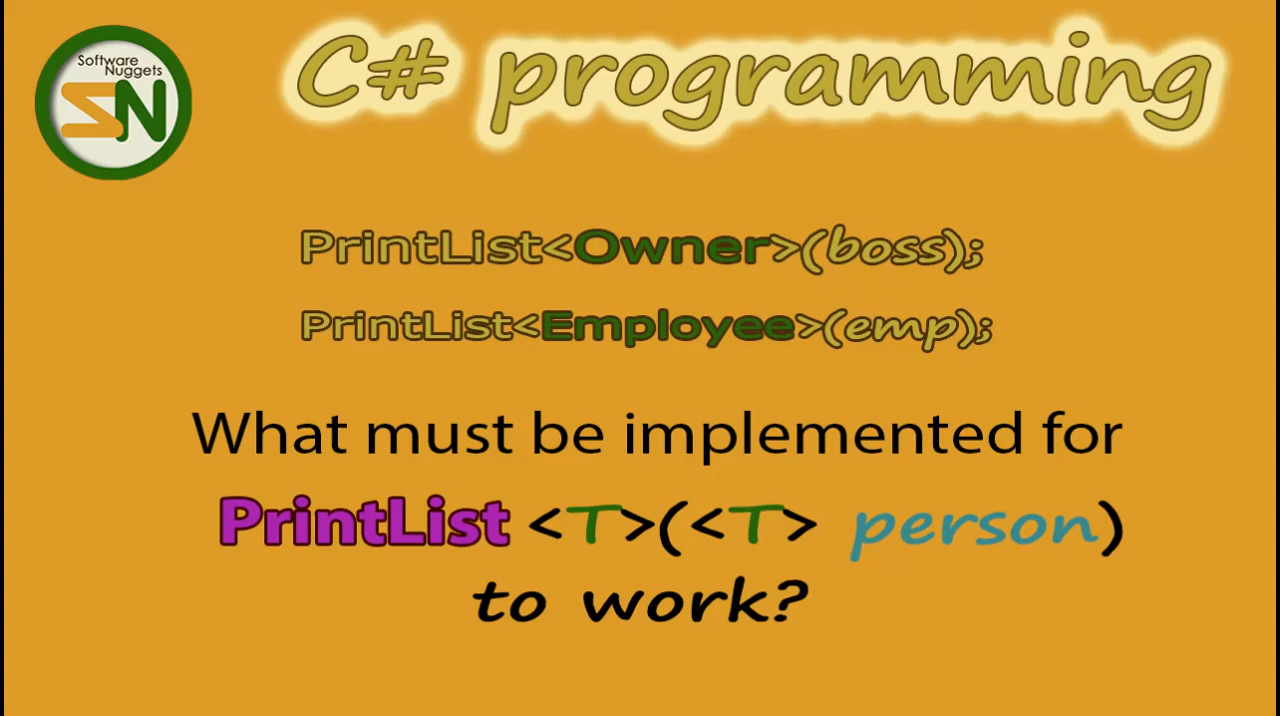 Software
Nuggets
SN
C# programming
PrintList<Owner>(boss);
PrintList<Employee>(emp);
What must be implemented for
PrintList <T>(<T> person)
to work?